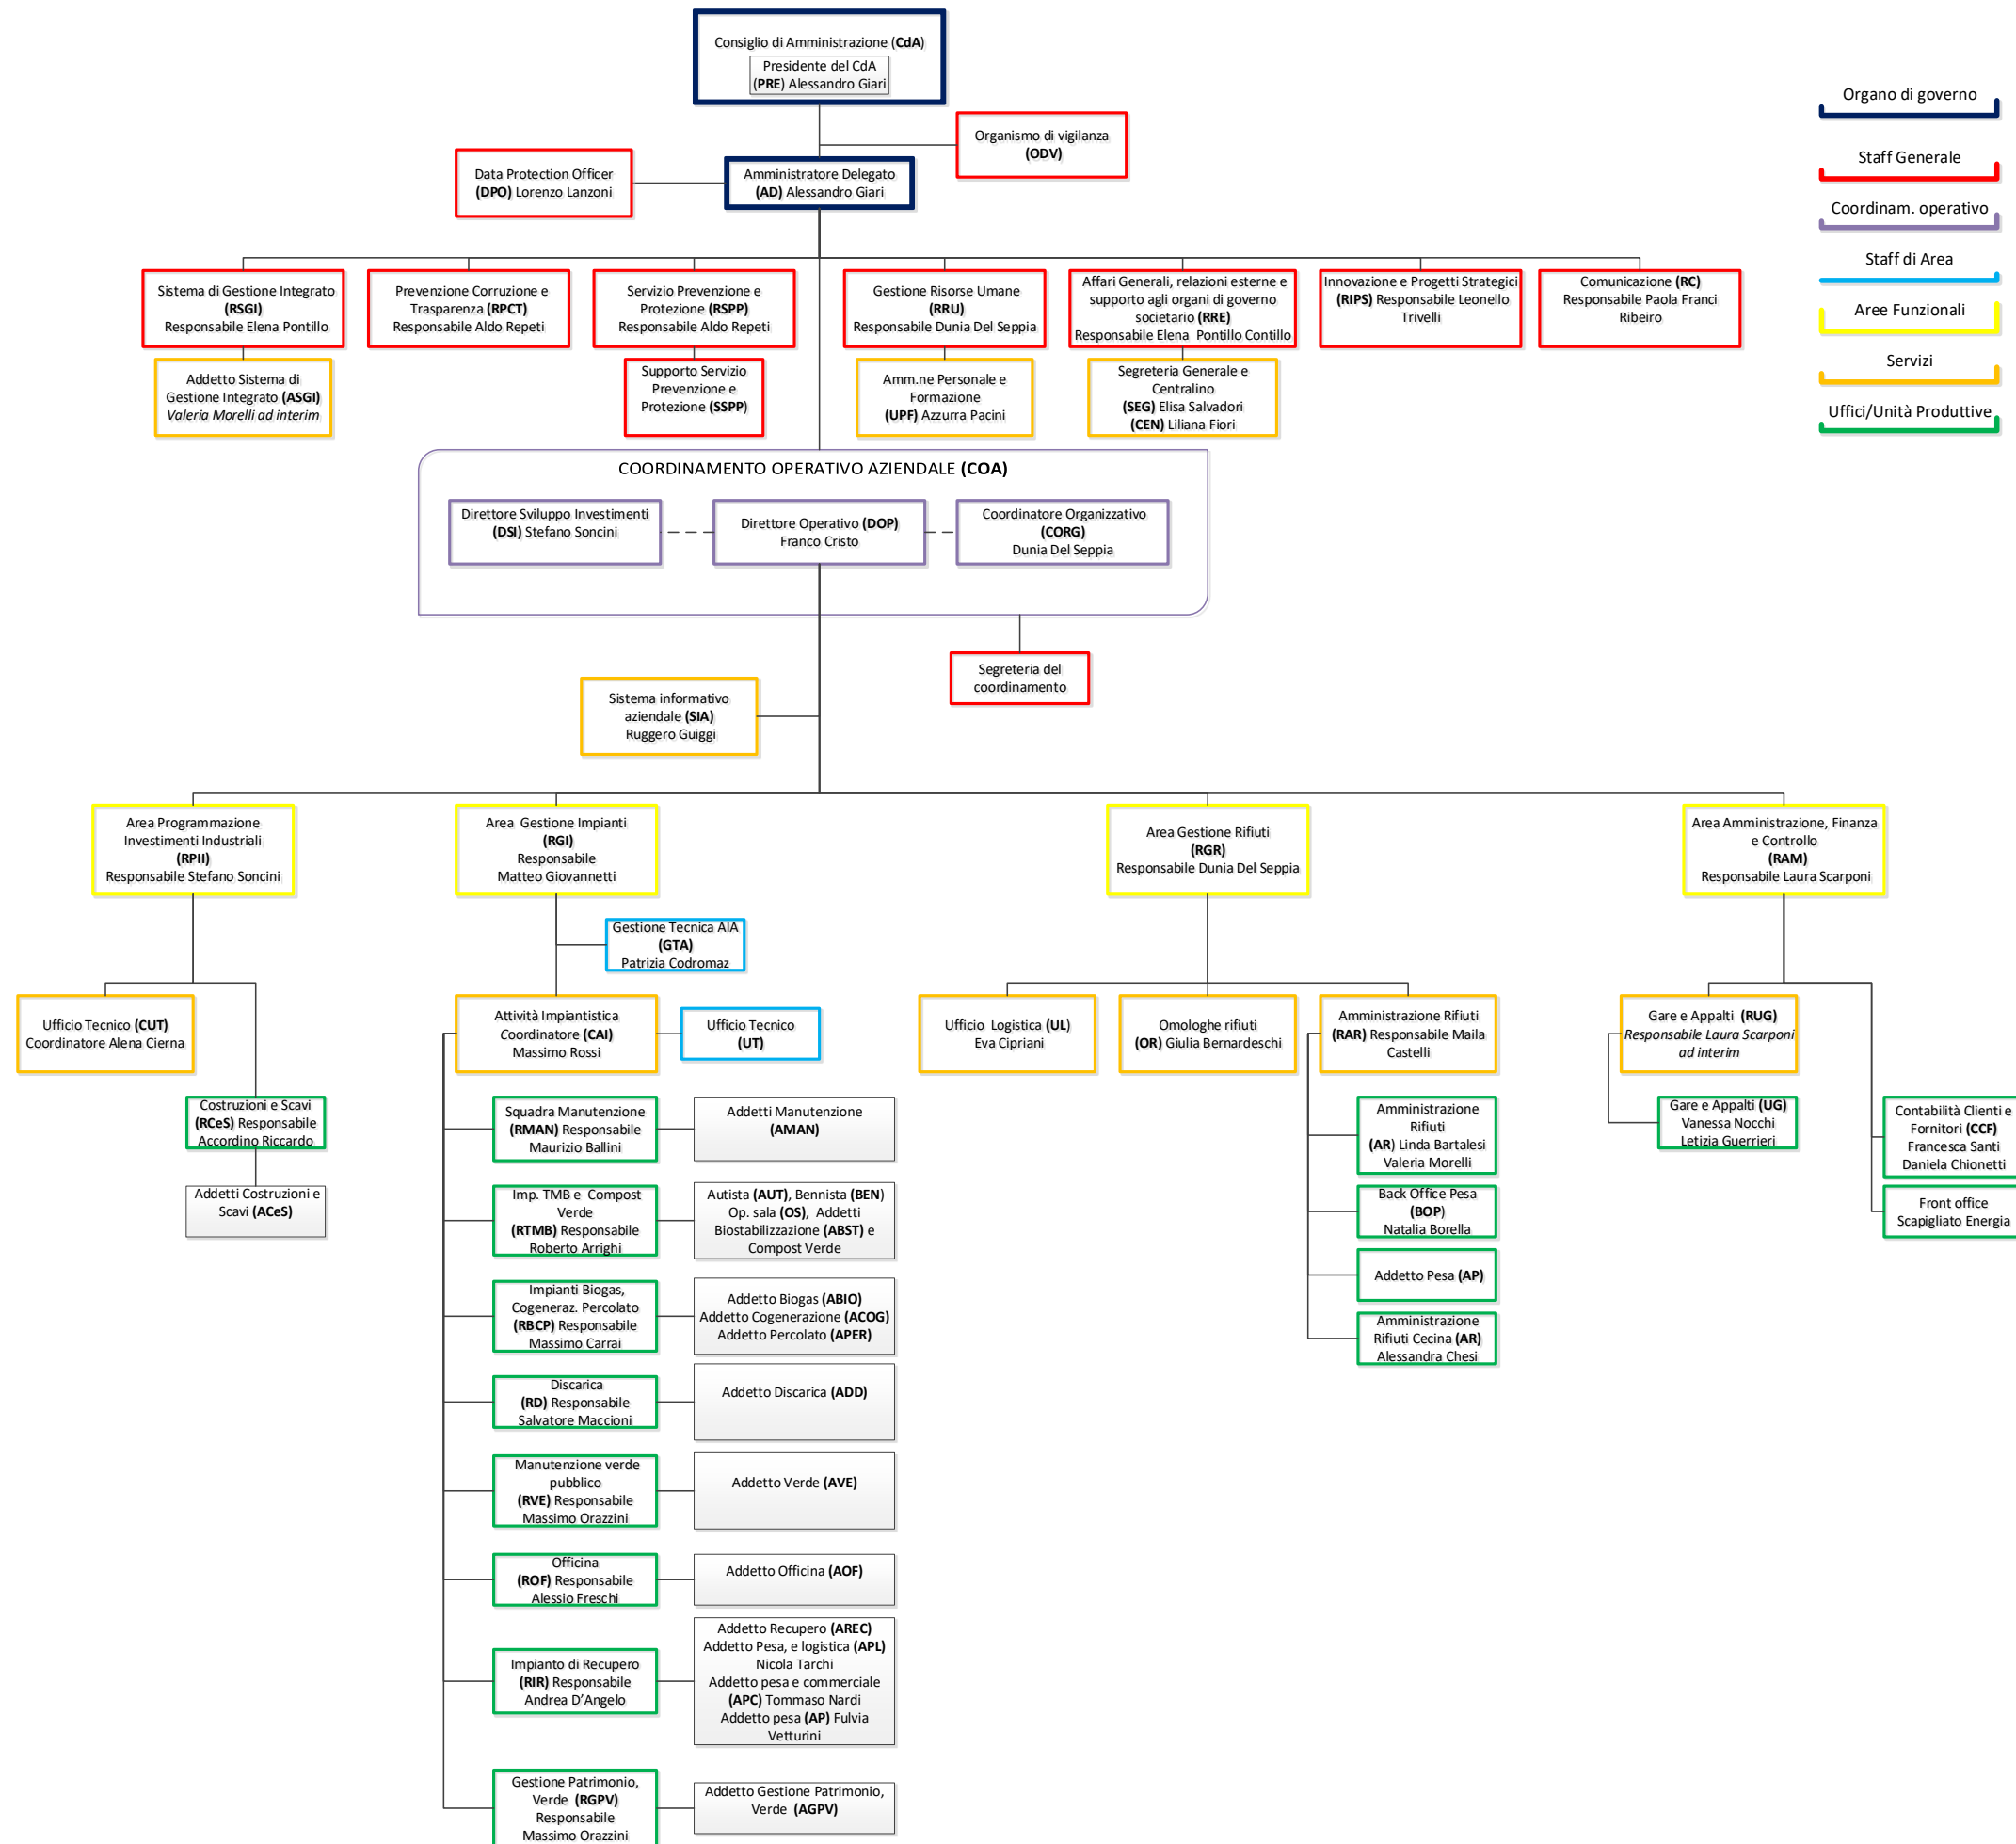 Consiglio di Amministrazione (CdA)
Presidente del CdA
(PRE) Alessandro Giari
Organo di governo
Staff Generale
Coordinam. operativo
Staff di Area
Aree Funzionali
Servizi
Uffici/Unità Produttive
Organismo di vigilanza
(ODV)
Data Protection Officer
(DPO) Lorenzo Lanzoni
Amministratore Delegato
(AD) Alessandro Giari
Sistema di Gestione Integrato
(RSGI)
Responsabile Elena Pontillo
Prevenzione Corruzione e
Trasparenza (RPCT)
Responsabile Aldo Repeti
Servizio Prevenzione e
Protezione (RSPP)
Responsabile Aldo Repeti
Gestione Risorse Umane
(RRU)
Responsabile Dunia Del Seppia
Affari Generali, relazioni esterne e
supporto agli organi di governo
societario (RRE)
Responsabile Elena  Pontillo Contillo
Innovazione e Progetti Strategici
(RIPS) Responsabile Leonello
Trivelli
Comunicazione (RC)
Responsabile Paola Franci
Ribeiro
Addetto Sistema di
Gestione Integrato (ASGI)
Valeria Morelli ad interim
Supporto Servizio
Prevenzione e
Protezione (SSPP)
Amm.ne Personale e
Formazione
(UPF) Azzurra Pacini
Segreteria Generale e
Centralino
(SEG) Elisa Salvadori
(CEN) Liliana Fiori
COORDINAMENTO OPERATIVO AZIENDALE (COA)
Direttore Sviluppo Investimenti
(DSI) Stefano Soncini
Direttore Operativo (DOP)
Franco Cristo
Coordinatore Organizzativo
(CORG)
Dunia Del Seppia
Segreteria del
coordinamento
Sistema informativo
aziendale (SIA)
Ruggero Guiggi
Area Programmazione
Investimenti Industriali
(RPII)
Responsabile Stefano Soncini
Area  Gestione Impianti
(RGI)
Responsabile
Matteo Giovannetti
Area Gestione Rifiuti
(RGR)
Responsabile Dunia Del Seppia
Area Amministrazione, Finanza
e Controllo
(RAM)
Responsabile Laura Scarponi
Gestione Tecnica AIA
(GTA)
Patrizia Codromaz
Ufficio Tecnico (CUT)
Coordinatore Alena Cierna
Attività Impiantistica
Coordinatore (CAI)
Massimo Rossi
Ufficio Tecnico
(UT)
Ufficio  Logistica (UL)
Eva Cipriani
Omologhe rifiuti
(OR) Giulia Bernardeschi
Amministrazione Rifiuti
(RAR) Responsabile Maila
Castelli
Gare e Appalti  (RUG)
Responsabile Laura Scarponi
ad interim
Costruzioni e Scavi
(RCeS) Responsabile
Accordino Riccardo
Addetti Costruzioni e
Scavi (ACeS)
Squadra Manutenzione
(RMAN) Responsabile
Maurizio Ballini
Addetti Manutenzione
(AMAN)
Imp. TMB e  Compost
Verde
(RTMB) Responsabile
Roberto Arrighi
Autista (AUT), Bennista (BEN)
Op. sala (OS),  Addetti
Biostabilizzazione (ABST) e
Compost Verde
Impianti Biogas,
Cogeneraz. Percolato
(RBCP) Responsabile
Massimo Carrai
Addetto Biogas (ABIO)
Addetto Cogenerazione (ACOG)
Addetto Percolato (APER)
Discarica
(RD) Responsabile
Salvatore Maccioni
Addetto Discarica (ADD)
Manutenzione verde
pubblico
(RVE) Responsabile
Massimo Orazzini
Addetto Verde (AVE)
Officina
(ROF) Responsabile
Alessio Freschi
Addetto Officina (AOF)
Impianto di Recupero
(RIR) Responsabile
Andrea D'Angelo
Addetto Recupero (AREC)
Addetto Pesa, e logistica (APL)
Nicola Tarchi
Addetto pesa e commerciale
(APC) Tommaso Nardi
Addetto pesa (AP) Fulvia
Vetturini
Gestione Patrimonio,
Verde  (RGPV)
Responsabile
Massimo Orazzini
Addetto Gestione Patrimonio,
Verde  (AGPV)
Amministrazione
Rifiuti
(AR) Linda Bartalesi
Valeria Morelli
Back Office Pesa
(BOP)
Natalia Borella
Addetto Pesa (AP)
Amministrazione
Rifiuti Cecina (AR)
Alessandra Chesi
Gare e Appalti (UG)
Vanessa Nocchi
Letizia Guerrieri
Contabilità Clienti e
Fornitori (CCF)
Francesca Santi
Daniela Chionetti
Front office
Scapigliato Energia